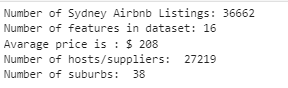 Number of Sydney Airbnb Listings: 36662
Number of features in dataset: 16
Avarage price is : $ 208
Number of hosts/suppliers:  27219
Number of suburbs:  38